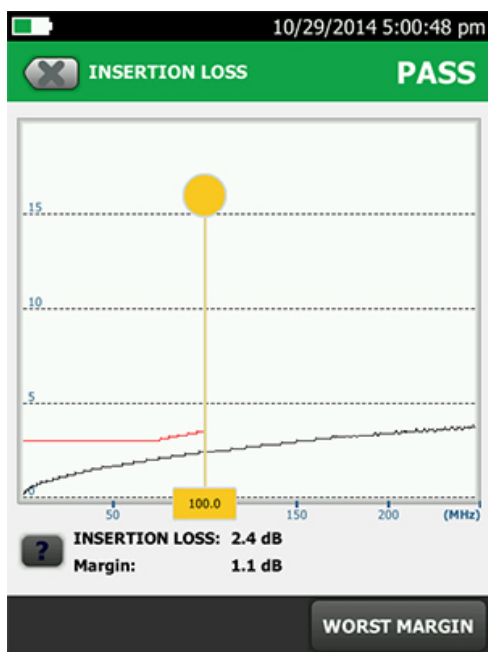 10/29/2014 5:00:48 pm
INSERTION LOSS PASS
15
10
5
0
50 100.0 150 200 (MHz)
? INSERTION LOSS: 2.4 dB
Margin: 1.1 dB
WORST MARGIN